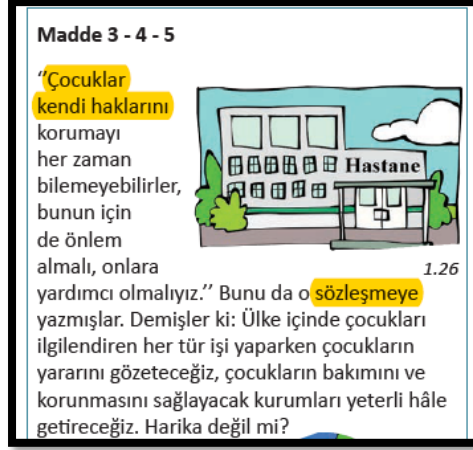 Madde 3 - 4 - 5
‘’Çocuklar
kendi haklarını
korumayı
her zaman
bilemeyebilirler,
bunun için
de önlem
almalı, onlara
Hastane
1.26
yardımcı olmalıyız.’’ Bunu da o sözleşmeye
yazmışlar. Demişler ki: Ülke içinde çocukları
ilgilendiren her tür işi yaparken çocukların
yararını gözeteceğiz, çocukların bakımını ve
korunmasını sağlayacak kurumları yeterli hâle
getireceğiz. Harika değil mi?